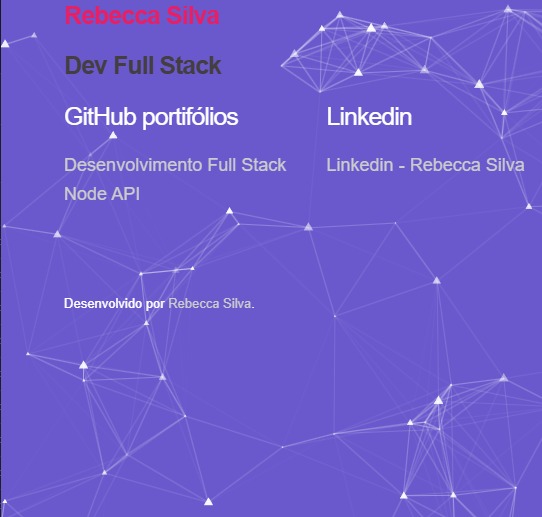 Rebecca Silva
Dev Full Stack
GitHub portifólios
Desenvolvimento Full Stack
Node API
Linkedin
Linkedin - Rebecca Silva
Desenvolvido por Rebecca Silva.